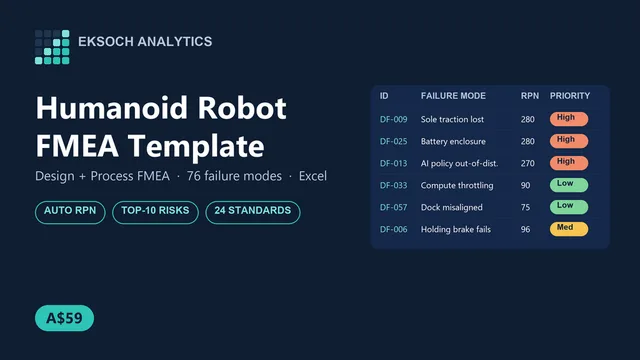 EKSOCH ANALYTICS
Humanoid Robot
FMEA Template
Design + Process FMEA · 76 failure modes · Excel
AUTO RPN TOP-10 RISKS 24 STANDARDS
A$59
ID FAILURE MODE RPN PRIORITY
DF-009 Sole traction lost 280 High
DF-025 Battery enclosure 280 High
DF-013 AI policy out-of-dist. 270 High
DF-033 Compute throttling 90 Low
DF-057 Dock misaligned 75 Low
DF-006 Holding brake fails 96 Med